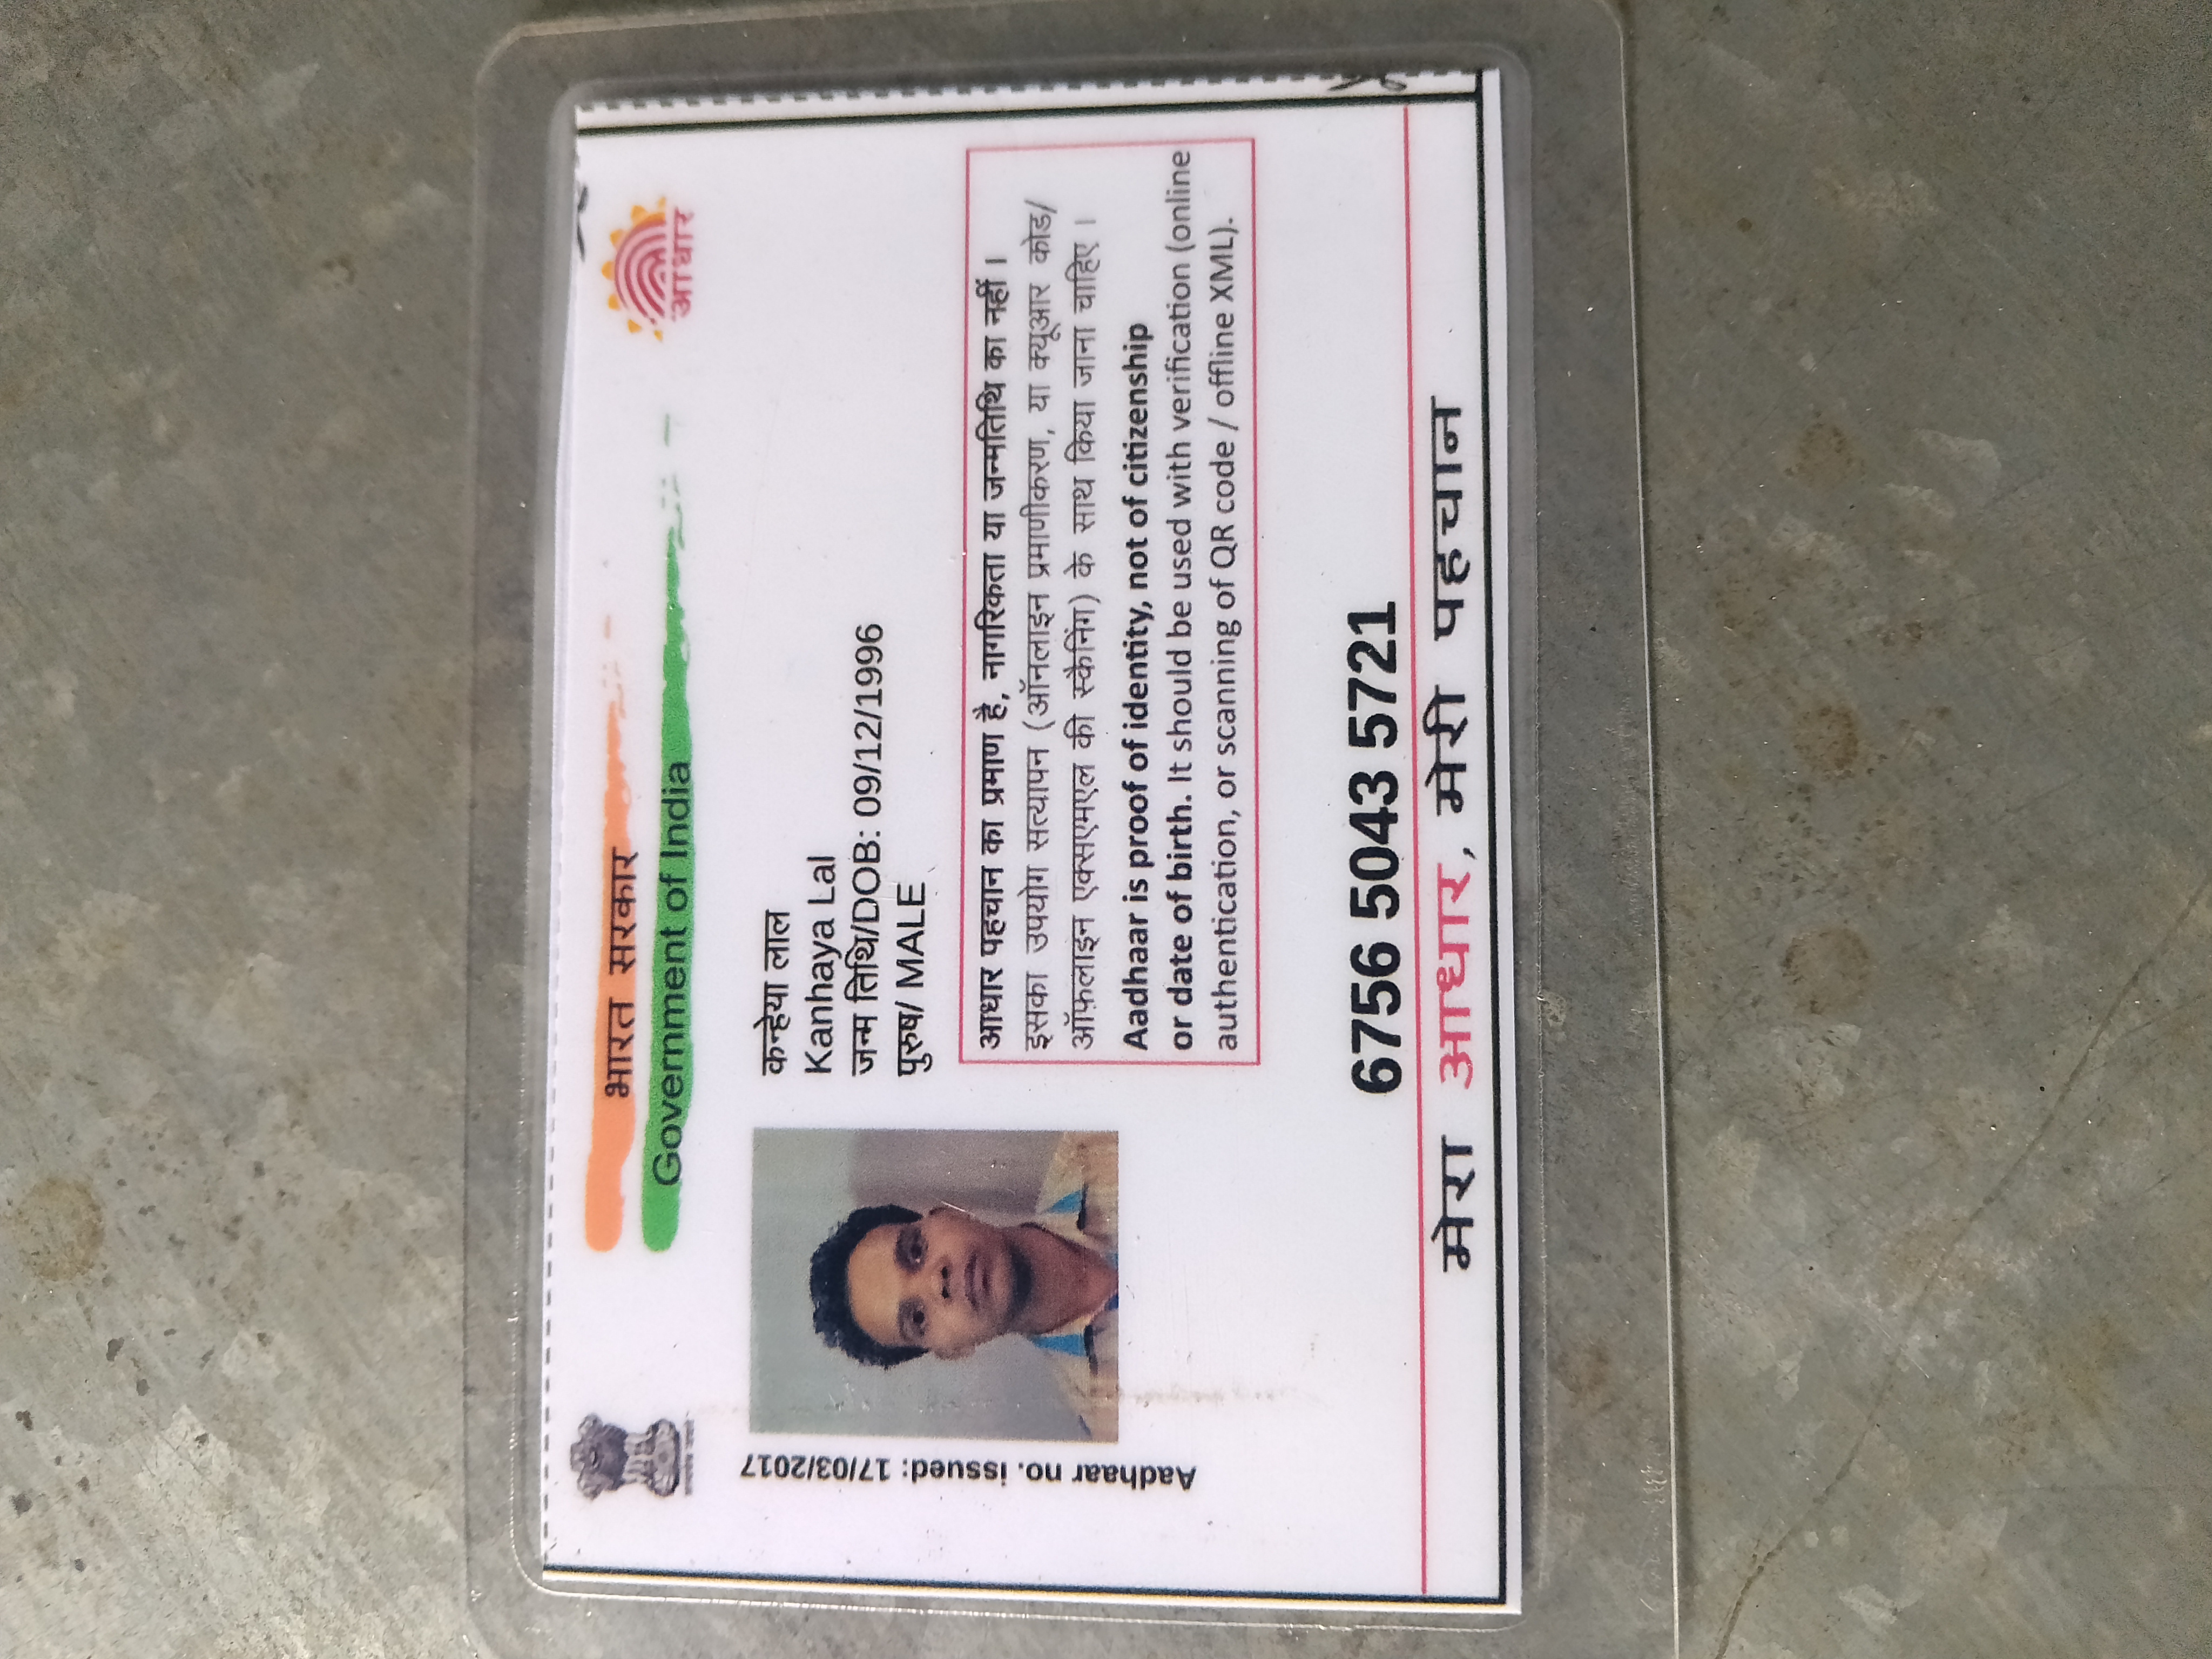 भारत सरकार
Government of India
आधार
कन्हेया लाल
Kanhaya Lal
जन्म तिथि/DOB: 09/12/1996
पुरुष/ MALE
Aadhaar no. issued: 17/03/2017
आधार पहचान का प्रमाण है, नागरिकता या जन्मतिथि का नहीं ।
इसका उपयोग सत्यापन (ऑनलाइन प्रमाणीकरण, या क्यूआर कोड/
ऑफ़लाइन एक्सएमएल की स्कैनिंग) के साथ किया जाना चाहिए ।
Aadhaar is proof of identity, not of citizenship
or date of birth. It should be used with verification (online
authentication, or scanning of QR code / offline XML).
6756 5043 5721
मेरा आधार, मेरी पहचान